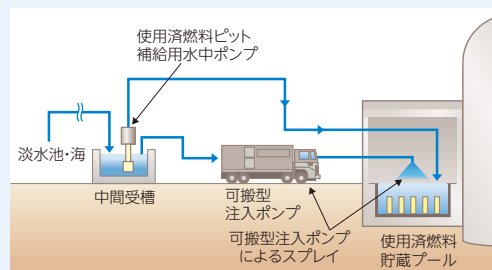 使用済燃料ピット
補給用水中ポンプ
淡水池・海
中間受槽
可搬型
注入ポンプ
可搬型注入ポンプ
によるスプレイ
使用済燃料
貯蔵プール